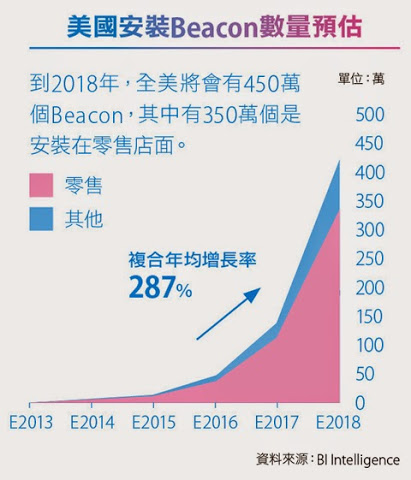 美國安裝Beacon數量預估
到2018年，全美將會有450萬
個Beacon，其中有350萬個是
安裝在零售店面。
單位：萬
零售
其他
複合年均增長率
287%
500
450
400
350
300
250
200
150
100
50
0
E2013 E2014 E2015 E2016 E2017 E2018
資料來源：BI Intelligence